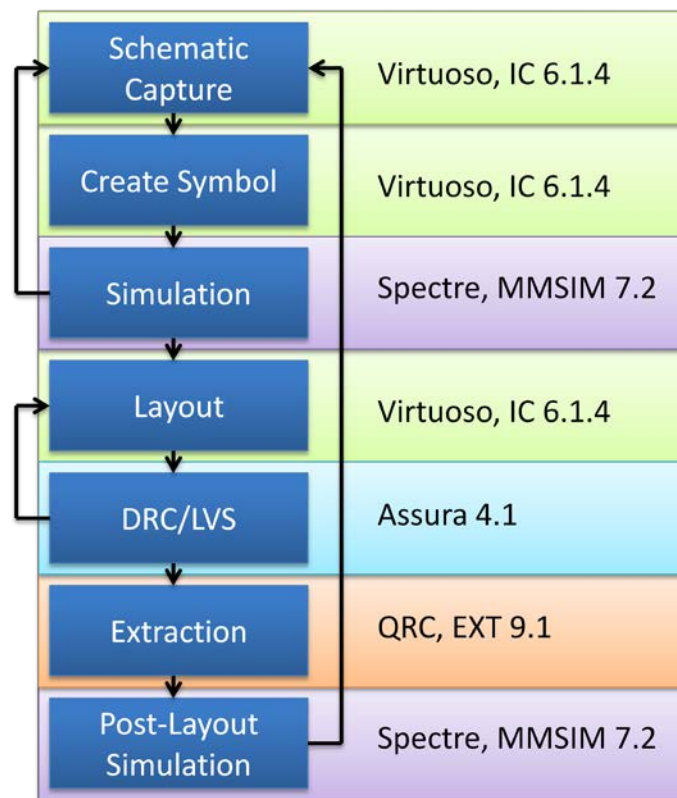 Schematic
Capture
Virtuoso, IC 6.1.4
Create Symbol
Virtuoso, IC 6.1.4
Simulation
Spectre, MMSIM 7.2
Layout
Virtuoso, IC 6.1.4
DRC/LVS
Assura 4.1
Extraction
QRC, EXT 9.1
Post-Layout
Simulation
Spectre, MMSIM 7.2